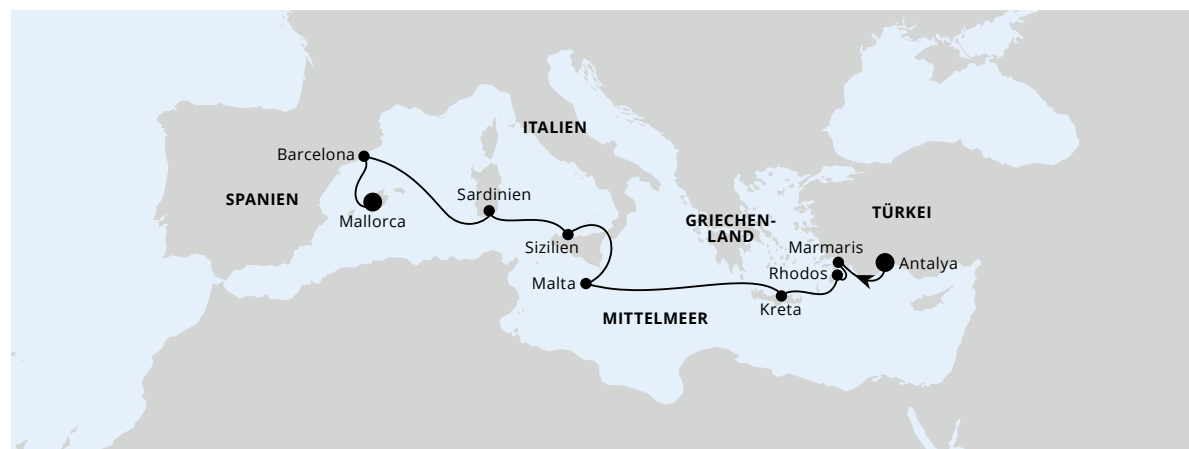 ITALIEN
Barcelona
SPANIEN
Sardinien
Mallorca
GRIECHEN-
LAND
TÜRKEI
Sizilien
Marmaris
Rhodos
Antalya
Malta
Kreta
MITTELMEER